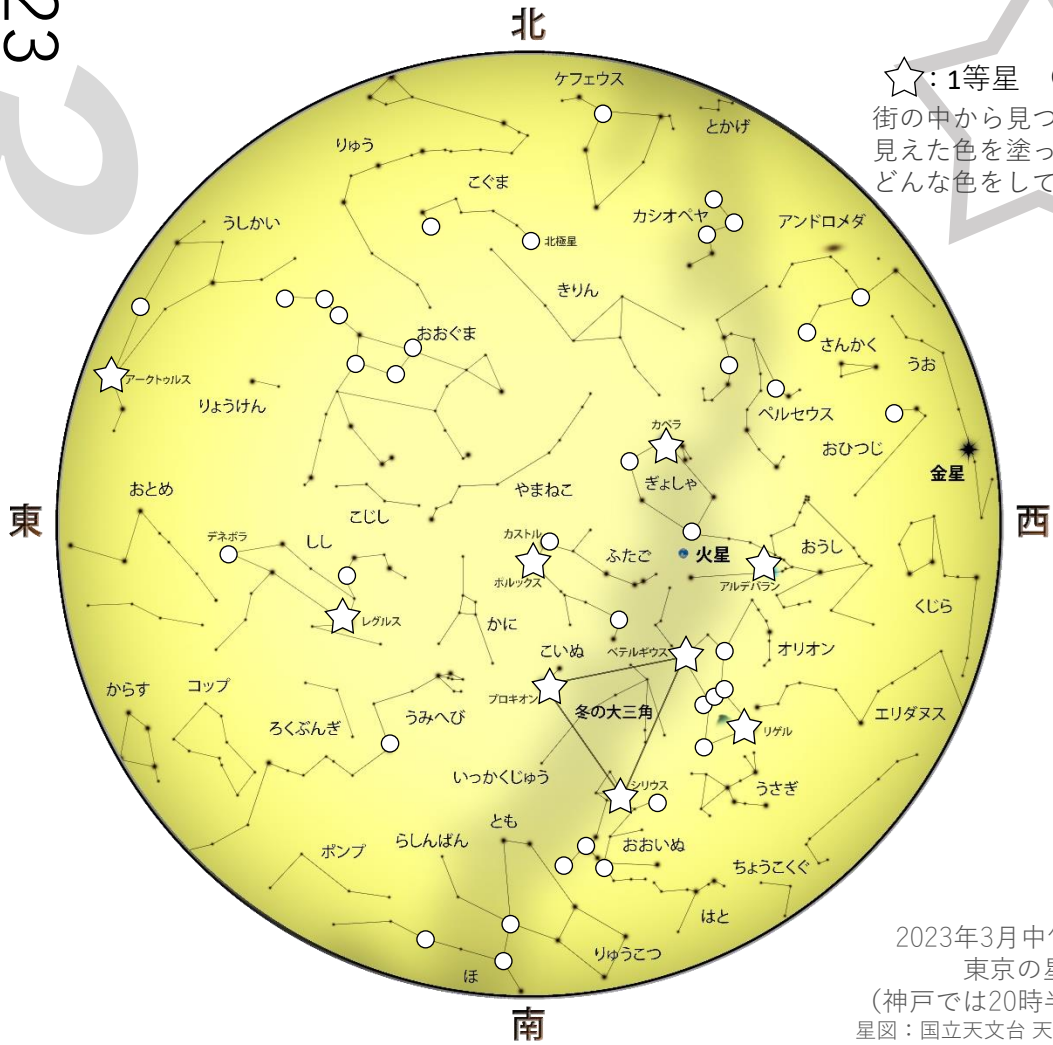 北
23
3
☆：1等星
街の中から見つ
見えた色を塗っ
どんな色をして
ケフェウス
とかげ
りゅう
こぐま
カシオペヤ
アンドロメダ
うしかい
北極星
きりん
おおぐま
さんかく
うお
アークトゥルス
りょうけん
ペルセウス
カペラ
おひつじ
金星
ぎょしゃ
やまねこ
おとめ
こじし
東
西
デネボラ
しし
カストル
ふたご
火星
おうし
ポルックス
アルデバラン
くじら
レグルス
かに
こいぬ
ベテルギウス
オリオン
からす
コップ
プロキオン
冬の大三角
エリダヌス
ろくぶんぎ
うみへび
リゲル
いっかくじゅう
シリウス
うさぎ
とも
らしんばん
おおいぬ
ポンプ
ちょうこくぐ
はと
りゅうこつ
ほ
2023年3月中
東京の星
（神戸では20時半
星図：国立天文台 天
南